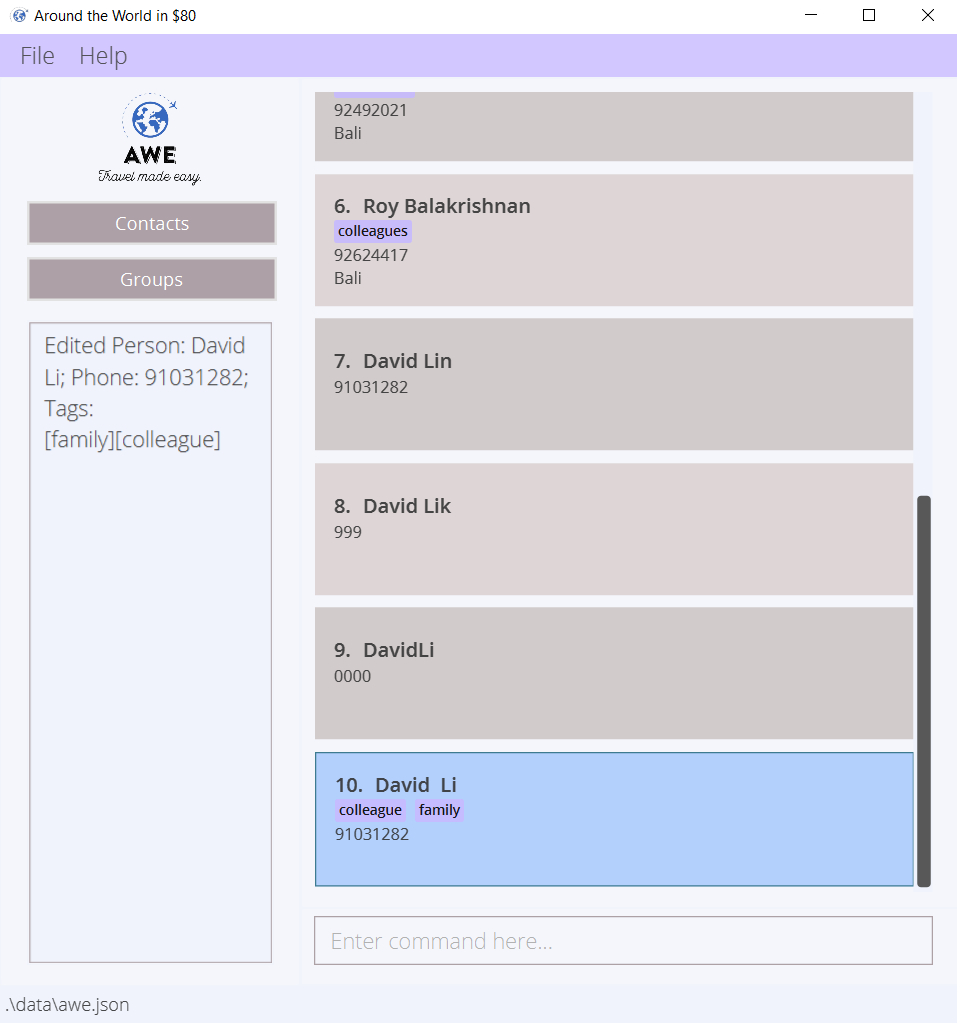 Around the World in $80
File Help
AWE
Travel made easy.
Contacts
Groups
Edited Person: David
Li; Phone: 91031282;
Tags:
[family][colleague]
92492021
Bali
6. Roy Balakrishnan
colleagues
92624417
Bali
7. David Lin
91031282
8. David Lik
999
9. DavidLi
0000
10. David  Li
colleague family
91031282
Enter command here...
.\data\awe.json